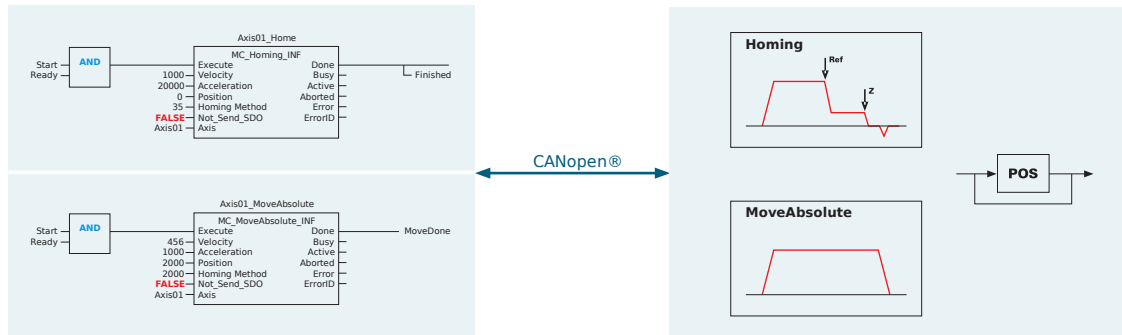 Axis01_Home
MC_Homing_INF
AND
Start
Ready
Execute Done
1000 Velocity Busy
20000 Acceleration Active
0 Position Aborted
35 Homing Method Error
FALSE Not_Send_SDO ErrorID
Axis01 Axis
Finished
Axis01_MoveAbsolute
MC_MoveAbsolute_INF
AND
Start
Ready
Execute Done
456 Velocity Busy
1000 Acceleration Active
2000 Position Aborted
2000 Homing Method Error
FALSE Not_Send_SDO ErrorID
Axis01 Axis
MoveDone
CANopen®
Homing
Ref
Z
MoveAbsolute
POS